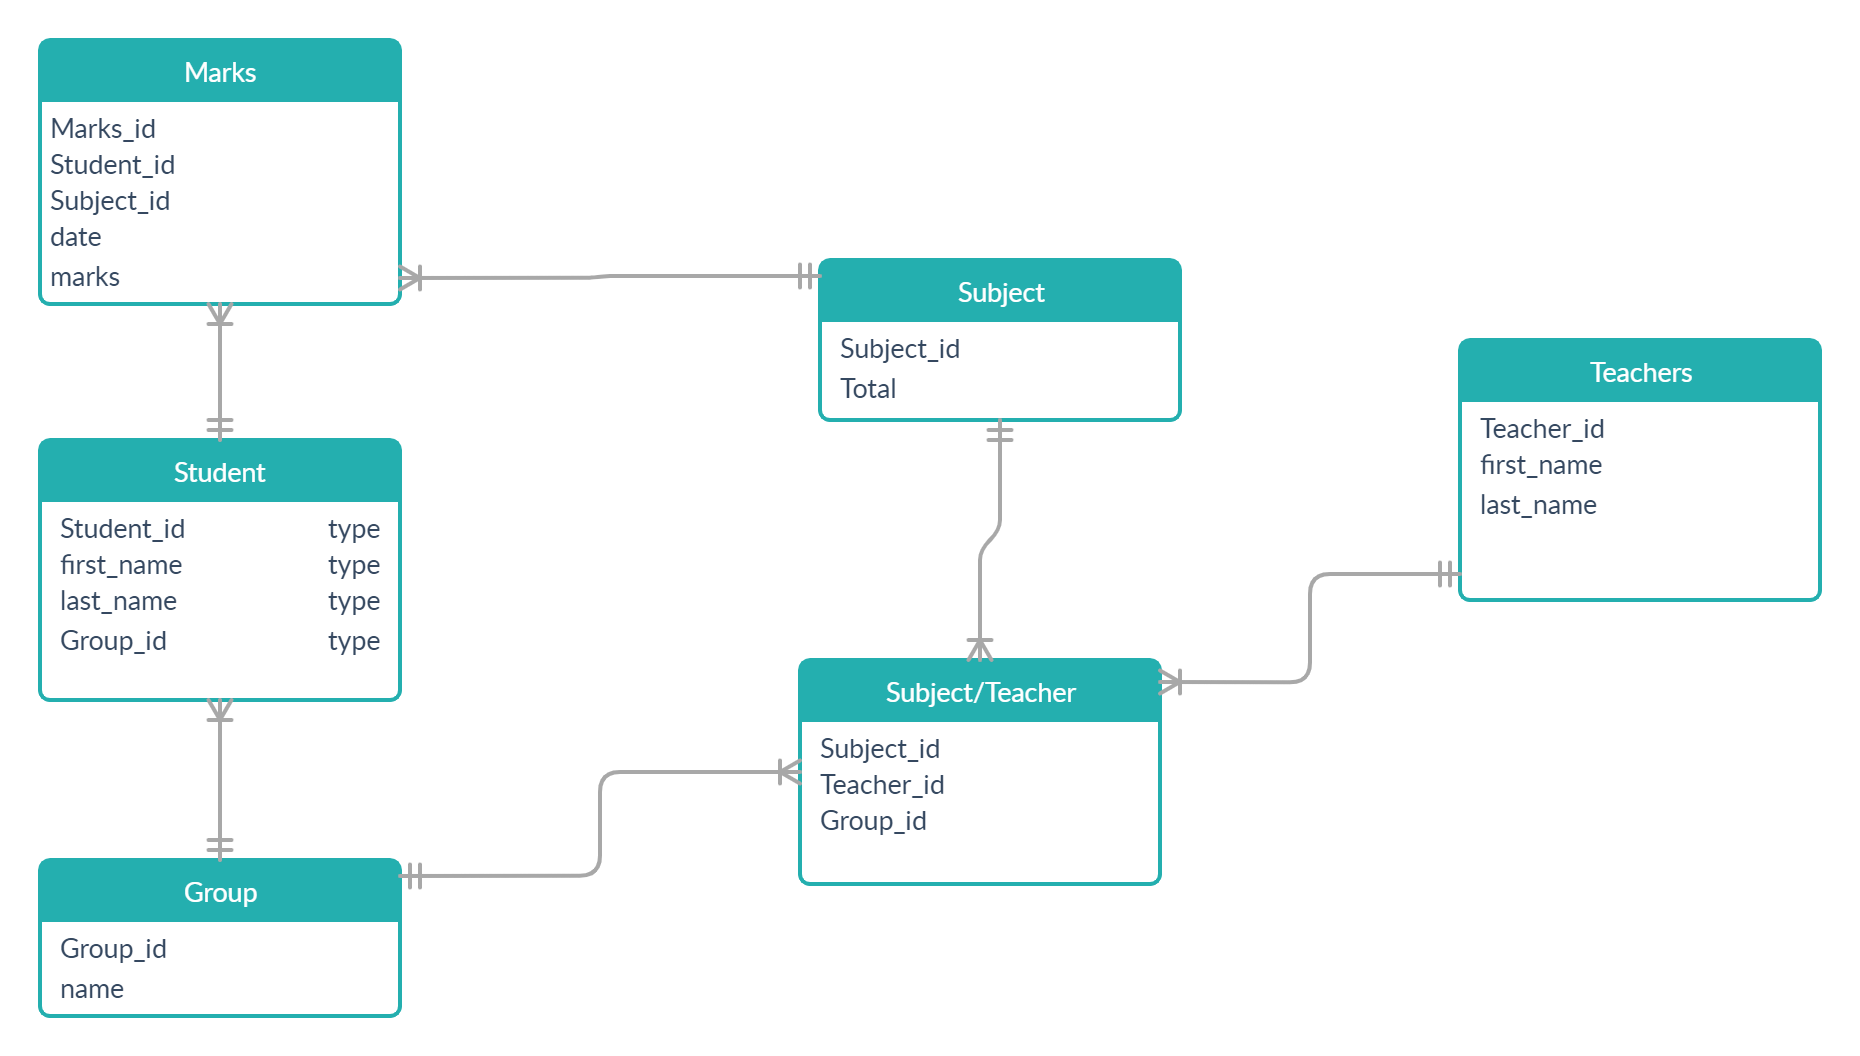 Marks
Marks_id
Student_id
Subject_id
date
marks
Subject
Subject_id
Total
Teachers
Teacher_id
first_name
last_name
Student
Student_id type
first_name type
last_name type
Group_id type
Subject/Teacher
Subject_id
Teacher_id
Group_id
Group
Group_id
name